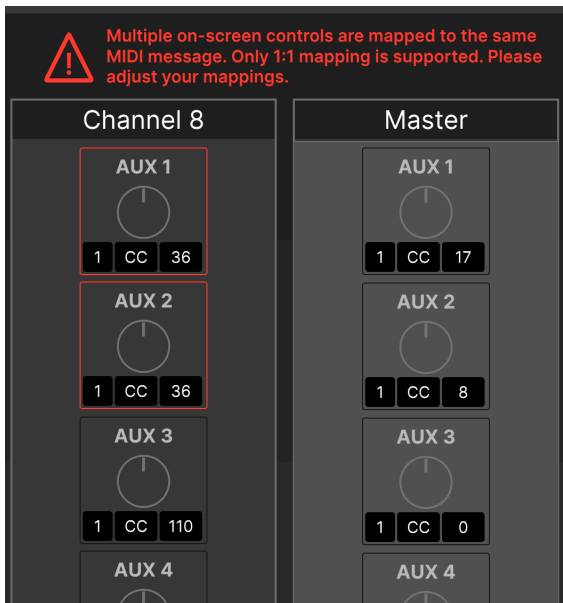 Multiple on-screen controls are mapped to the same
MIDI message. Only 1:1 mapping is supported. Please
adjust your mappings.
Channel 8
AUX 1
1 CC 36
AUX 2
1 CC 36
AUX 3
1 CC 110
AUX 4
Master
AUX 1
1 CC 17
AUX 2
1 CC 8
AUX 3
1 CC 0
AUX 4